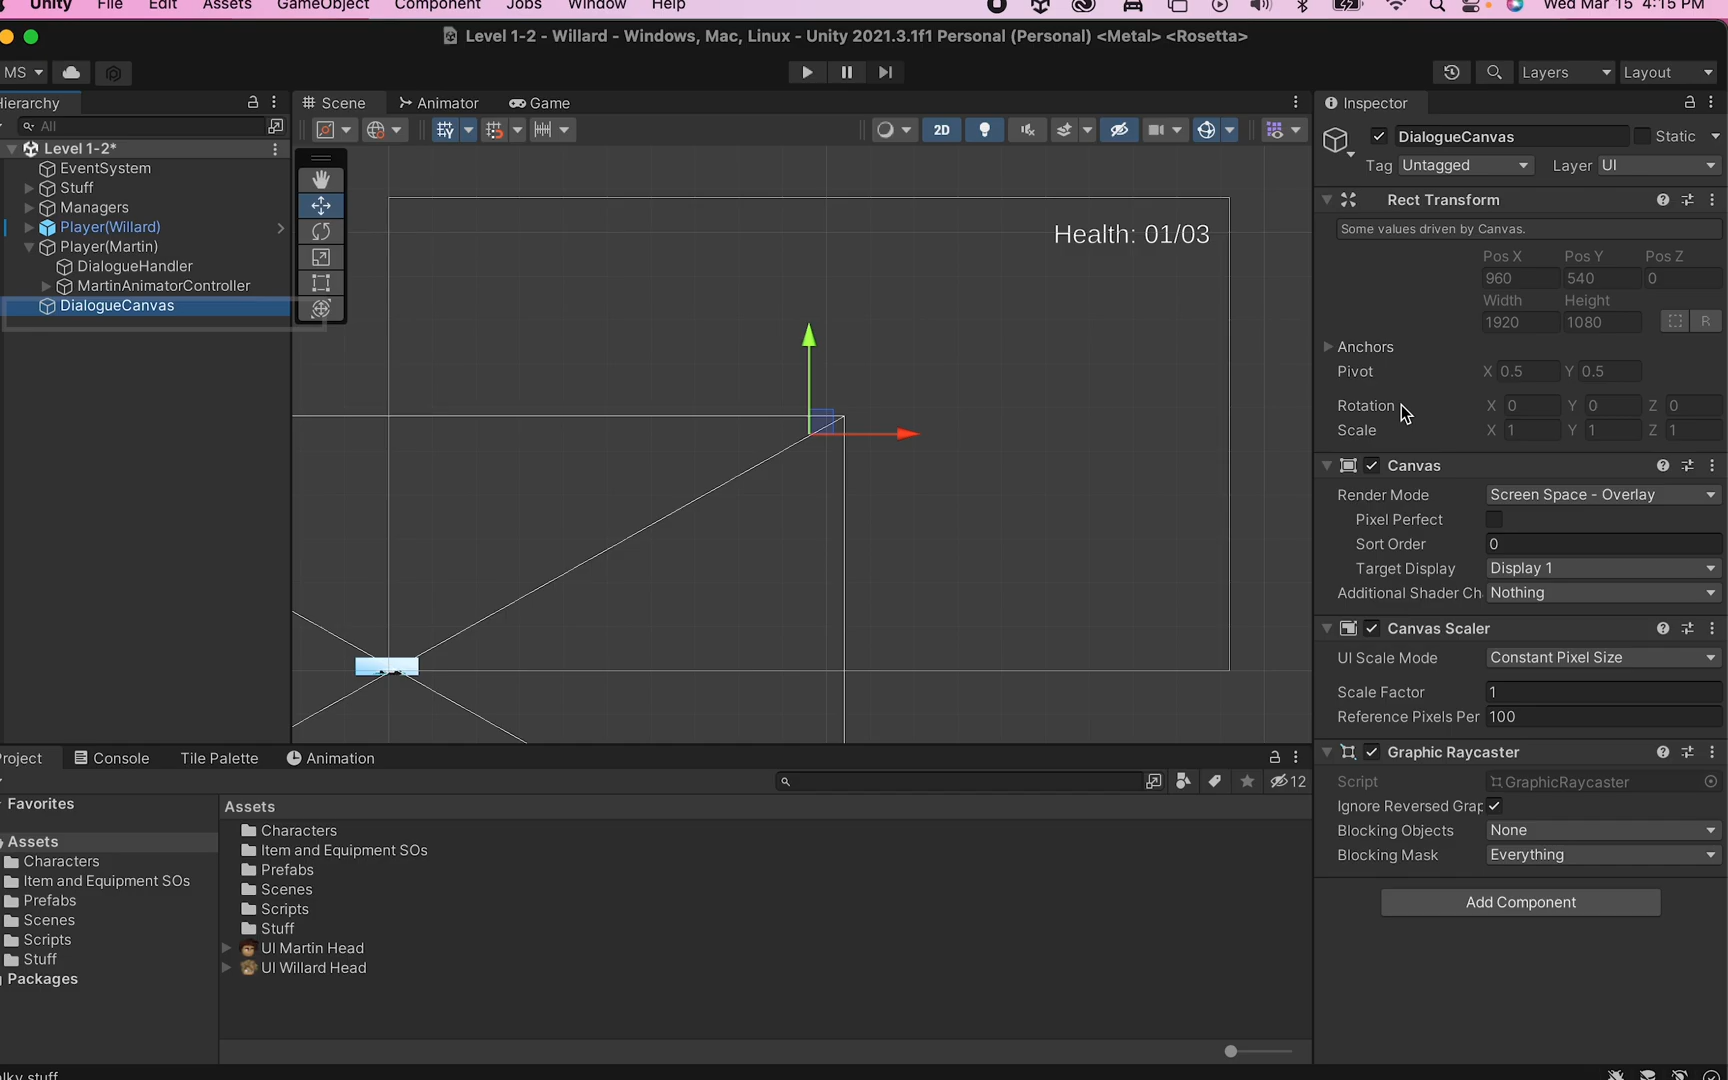 Unity File Edit Assets GameObject Component Jobs Window Help Wed Mar 15 4:15 PM
Level 1-2 - Willard - Windows, Mac, Linux - Unity 2021.3.1f1 Personal (Personal) <Metal> <Rosetta>
MS Layers Layout
Hierarchy
All
Level 1-2*
EventSystem
Stuff
Managers
Player(Willard)
Player(Martin)
DialogueHandler
MartinAnimatorController
DialogueCanvas
Scene Animator Game
2D
Health: 01/03
Inspector
DialogueCanvas Static
Tag Untagged Layer UI
Rect Transform
Some values driven by Canvas.
Pos X Pos Y Pos Z
960 540 0
Width Height
1920 1080 R
Anchors
Pivot X 0.5 Y 0.5
Rotation X 0 Y 0 Z 0
Scale X 1 Y 1 Z 1
Canvas
Render Mode Screen Space - Overlay
Pixel Perfect
Sort Order 0
Target Display Display 1
Additional Shader Ch Nothing
Canvas Scaler
UI Scale Mode Constant Pixel Size
Scale Factor 1
Reference Pixels Per 100
Graphic Raycaster
Script GraphicRaycaster
Ignore Reversed Grap
Blocking Objects None
Blocking Mask Everything
Add Component
Project Console Tile Palette Animation
12
Favorites
Assets
Characters
Item and Equipment SOs
Prefabs
Scenes
Scripts
Stuff
Packages
Assets
Characters
Item and Equipment SOs
Prefabs
Scenes
Scripts
Stuff
UI Martin Head
UI Willard Head
alky stuff